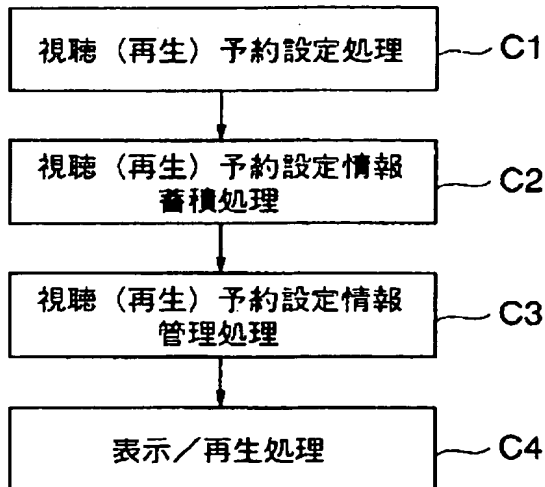 視聴（再生）予約設定処理 C1
視聴（再生）予約設定情報
蓄積処理 C2
視聴（再生）予約設定情報
管理処理 C3
表示／再生処理 C4